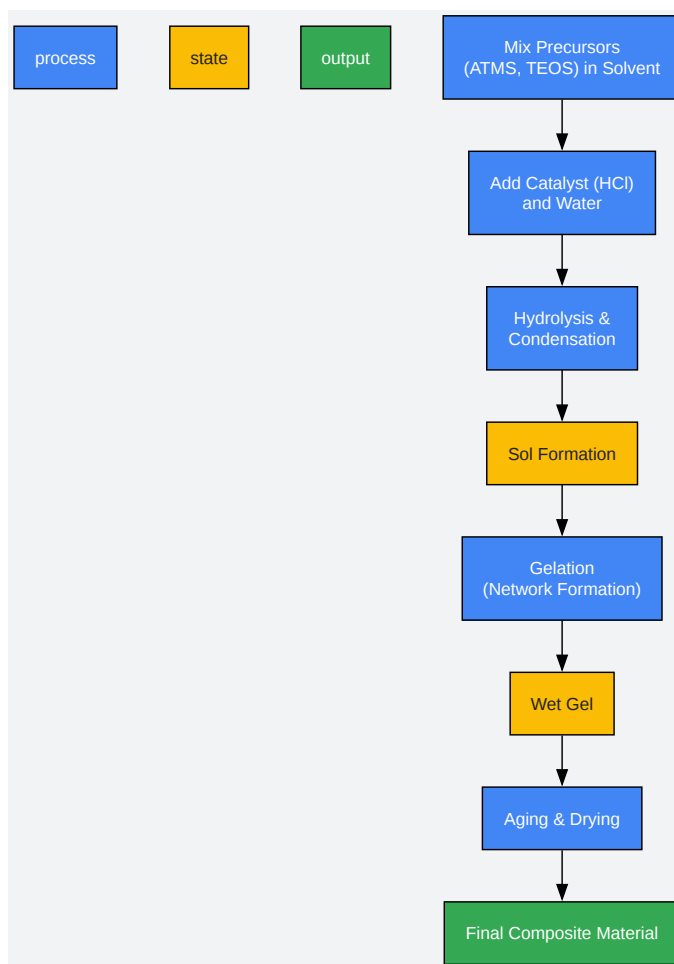 process
state
output
Mix Precursors
(ATMS, TEOS) in Solvent
Add Catalyst (HCl)
and Water
Hydrolysis &
Condensation
Sol Formation
Gelation
(Network Formation)
Wet Gel
Aging & Drying
Final Composite Material